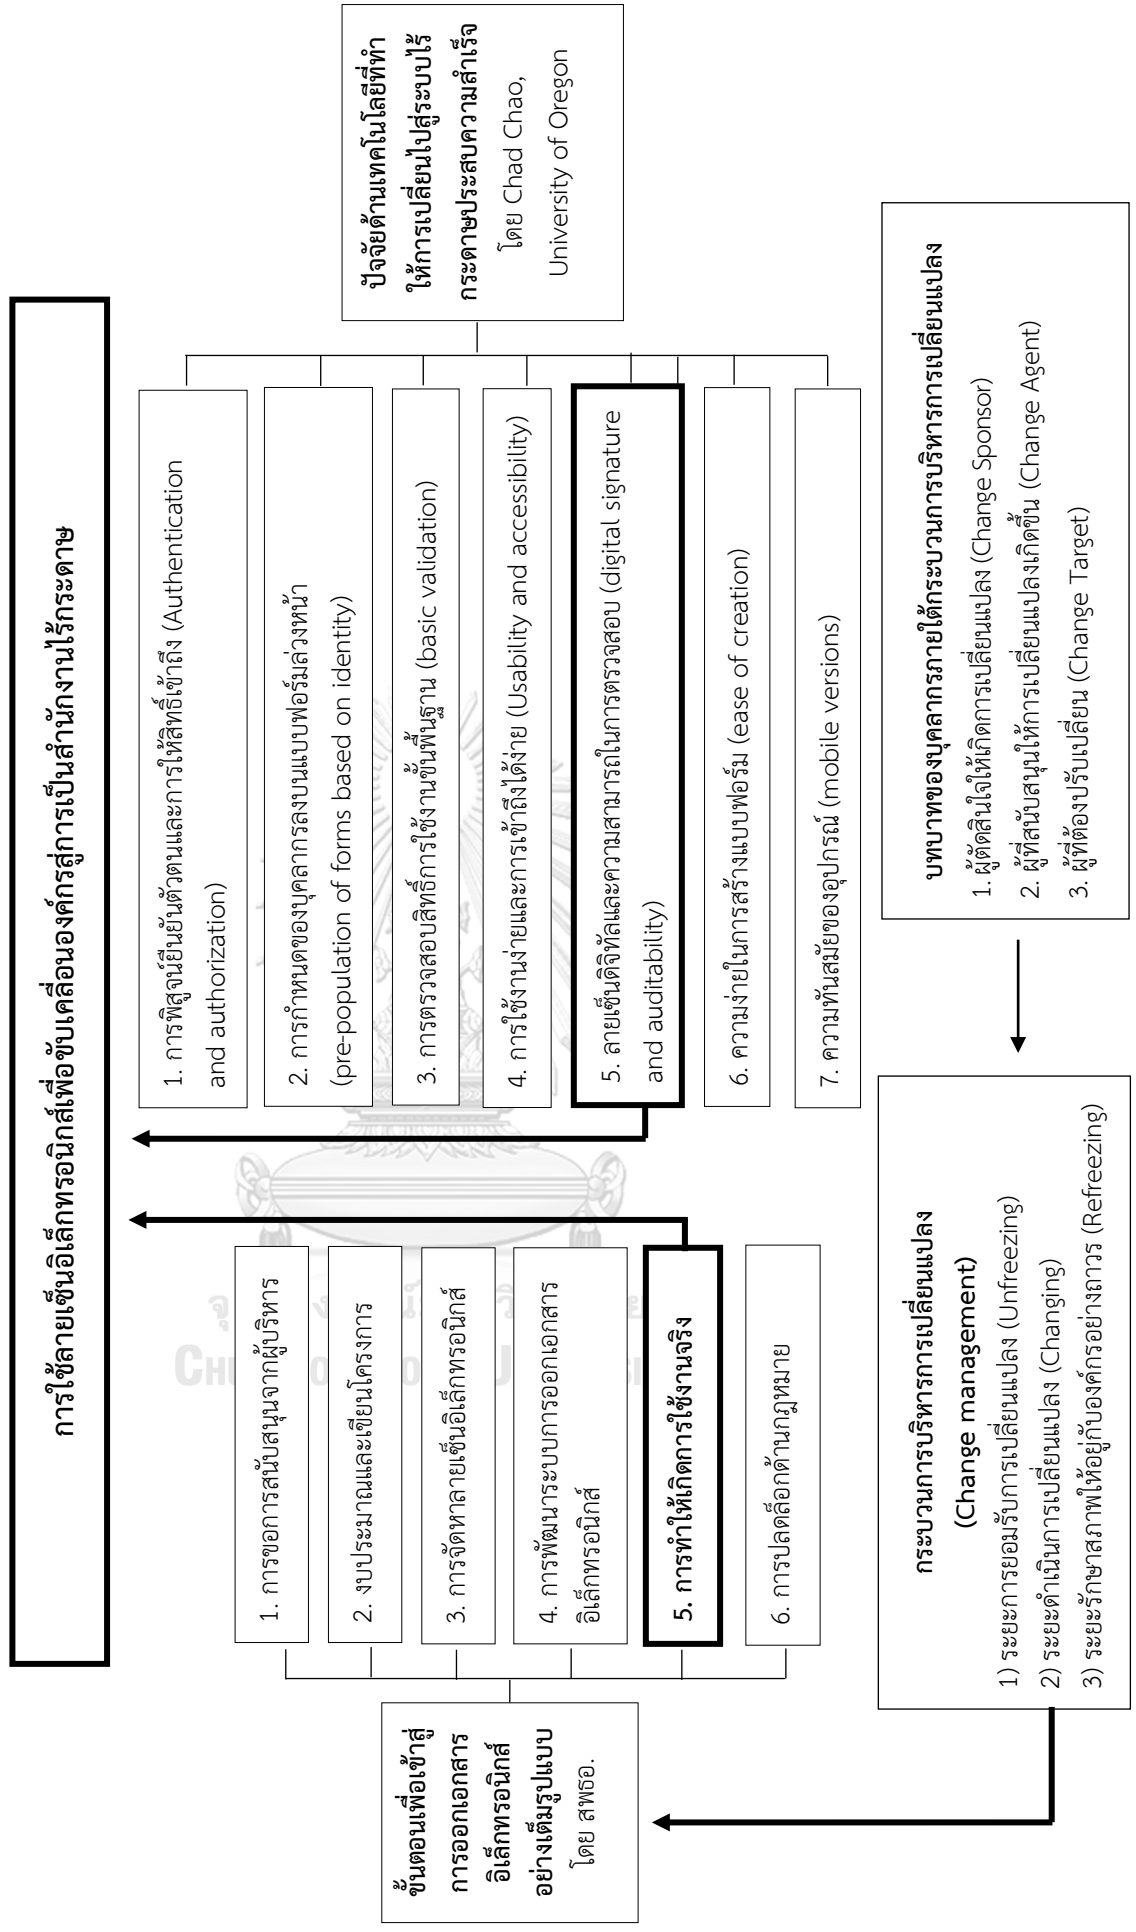 การใช้ลายเซ็นอิเล็กทรอนิกส์เพื่อขับเคลื่อนองค์กรสู่การเป็นสำนักงานไร้กระดาษ
ขั้นตอนเพื่อเข้าสู่
การออกเอกสาร
อิเล็กทรอนิกส์
อย่างเต็มรูปแบบ
โดย สพธอ.
1. การขอการสนับสนุนจากผู้บริหาร
2. งบประมาณและเขียนโครงการ
3. การจัดหาลายเซ็นอิเล็กทรอนิกส์
4. การพัฒนาระบบการออกเอกสาร
อิเล็กทรอนิกส์
5. การทำให้เกิดการใช้งานจริง
6. การปลดล็อกด้านกฎหมาย
1. การพิสูจน์ยืนยันตัวตนและการให้สิทธิ์เข้าถึง (Authentication
and authorization)
2. การกำหนดของบุคลากรลงบนแบบฟอร์มล่วงหน้า
(pre-population of forms based on identity)
3. การตรวจสอบสิทธิ์การใช้งานขั้นพื้นฐาน (basic validation)
4. การใช้งานง่ายและการเข้าถึงได้ง่าย (Usability and accessibility)
5. ลายเซ็นดิจิทัลและความสามารถในการตรวจสอบ (digital signature
and auditability)
6. ความง่ายในการสร้างแบบฟอร์ม (ease of creation)
7. ความทันสมัยของอุปกรณ์ (mobile versions)
ปัจจัยด้านเทคโนโลยีที่ทำ
ให้การเปลี่ยนไปสู่ระบบไร้
กระดาษประสบความสำเร็จ
โดย Chad Chao,
University of Oregon
กระบวนการบริหารการเปลี่ยนแปลง
(Change management)
1) ระยะการยอมรับการเปลี่ยนแปลง (Unfreezing)
2) ระยะดำเนินการเปลี่ยนแปลง (Changing)
3) ระยะรักษาสภาพให้อยู่กับองค์กรอย่างถาวร (Refreezing)
บทบาทของบุคลากรภายใต้กระบวนการบริหารการเปลี่ยนแปลง
1. ผู้ตัดสินใจให้เกิดการเปลี่ยนแปลง (Change Sponsor)
2. ผู้ที่สนับสนุนให้การเปลี่ยนแปลงเกิดขึ้น (Change Agent)
3. ผู้ที่ต้องปรับเปลี่ยน (Change Target)